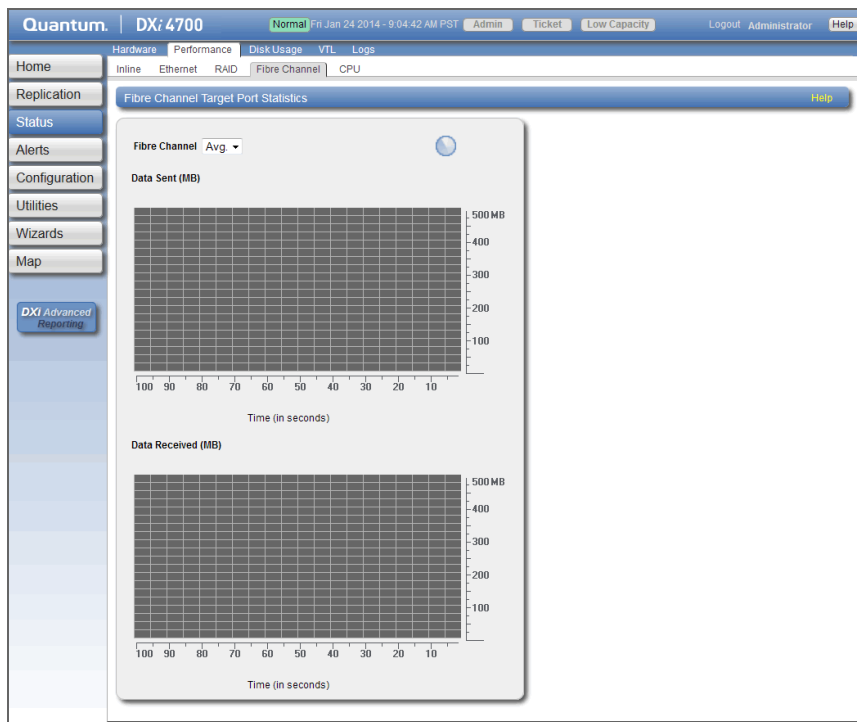 Quantum. DXi 4700 Normal Fri Jan 24 2014 - 9:04:42 AM PST Admin Ticket Low Capacity Logout Administrator Help
Hardware Performance Disk Usage VTL Logs
Inline Ethernet RAID Fibre Channel CPU
Home
Replication
Status
Alerts
Configuration
Utilities
Wizards
Map
DXi Advanced
Reporting
Fibre Channel Target Port Statistics Help
Fibre Channel Avg.
Data Sent (MB)
500 MB
400
300
200
100
100 90 80 70 60 50 40 30 20 10
Time (in seconds)
Data Received (MB)
500 MB
400
300
200
100
100 90 80 70 60 50 40 30 20 10
Time (in seconds)